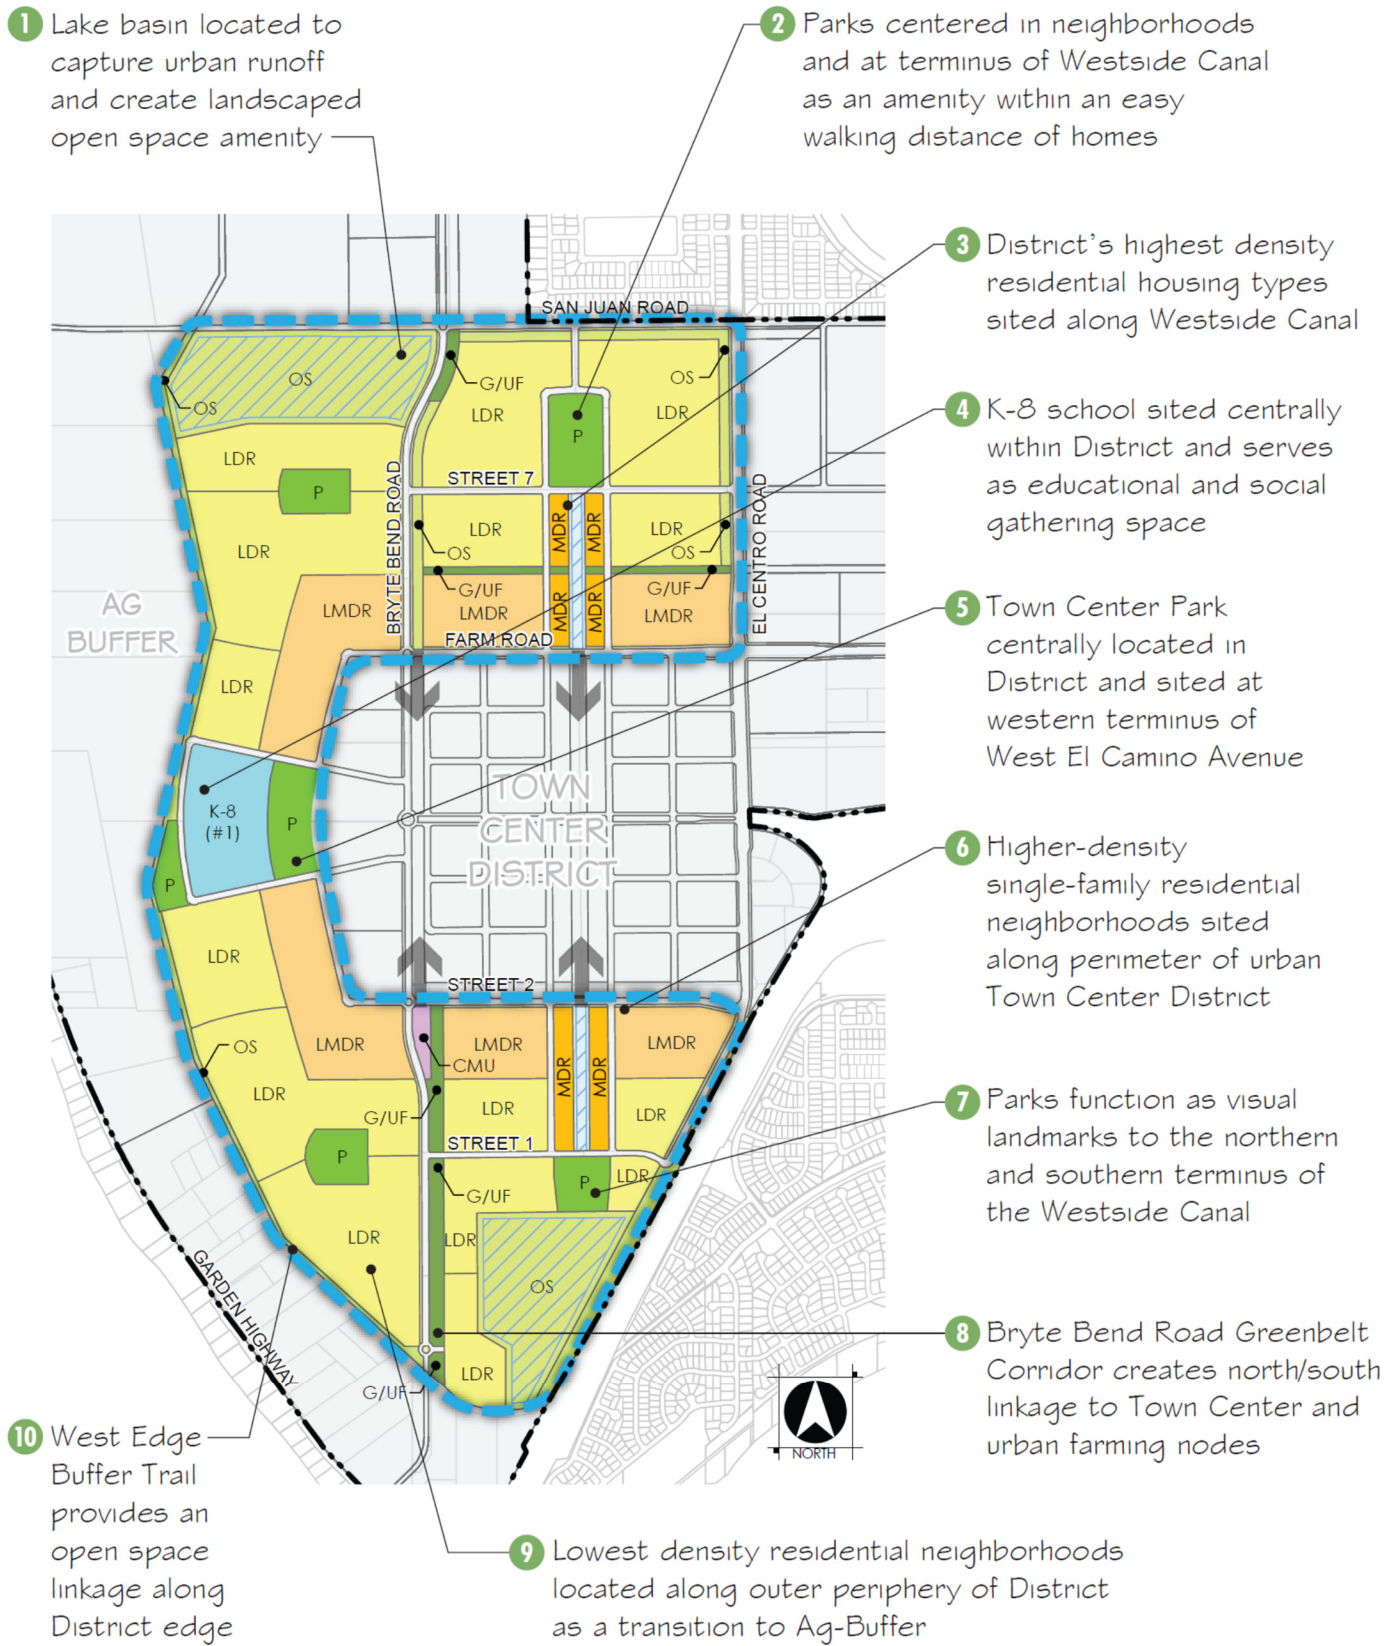 1 Lake basin located to
capture urban runoff
and create landscaped
open space amenity
2 Parks centered in neighborhoods
and at terminus of Westside Canal
as an amenity within an easy
walking distance of homes
3 District's highest density
residential housing types
sited along Westside Canal
4 K-8 school sited centrally
within District and serves
as educational and social
gathering space
5 Town Center Park
centrally located in
District and sited at
western terminus of
West El Camino Avenue
6 Higher-density
single-family residential
neighborhoods sited
along perimeter of urban
Town Center District
7 Parks function as visual
landmarks to the northern
and southern terminus of
the Westside Canal
8 Bryte Bend Road Greenbelt
Corridor creates north/south
linkage to Town Center and
urban farming nodes
9 Lowest density residential neighborhoods
located along outer periphery of District
as a transition to Ag-Buffer
10 West Edge
Buffer Trail
provides an
open space
linkage along
District edge
SAN JUAN ROAD
OS
OS
G/UF
OS
LDR
LDR
P
LDR
P
STREET 7
BRYTE BEND ROAD
EL CENTRO ROAD
LDR
LDR
OS
LDR
OS
MDR
MDR
G/UF
G/UF
LMDR
LMDR
LMDR
MDR
MDR
FARM ROAD
AG
BUFFER
LDR
K-8
(#1)
P
P
TOWN
CENTER
DISTRICT
LDR
STREET 2
OS
LMDR
LMDR
LMDR
CMU
MDR
MDR
LDR
G/UF
LDR
LDR
STREET 1
P
G/UF
P
LDR
LDR
LDR
OS
GARDEN HIGHWAY
G/UF
LDR
NORTH